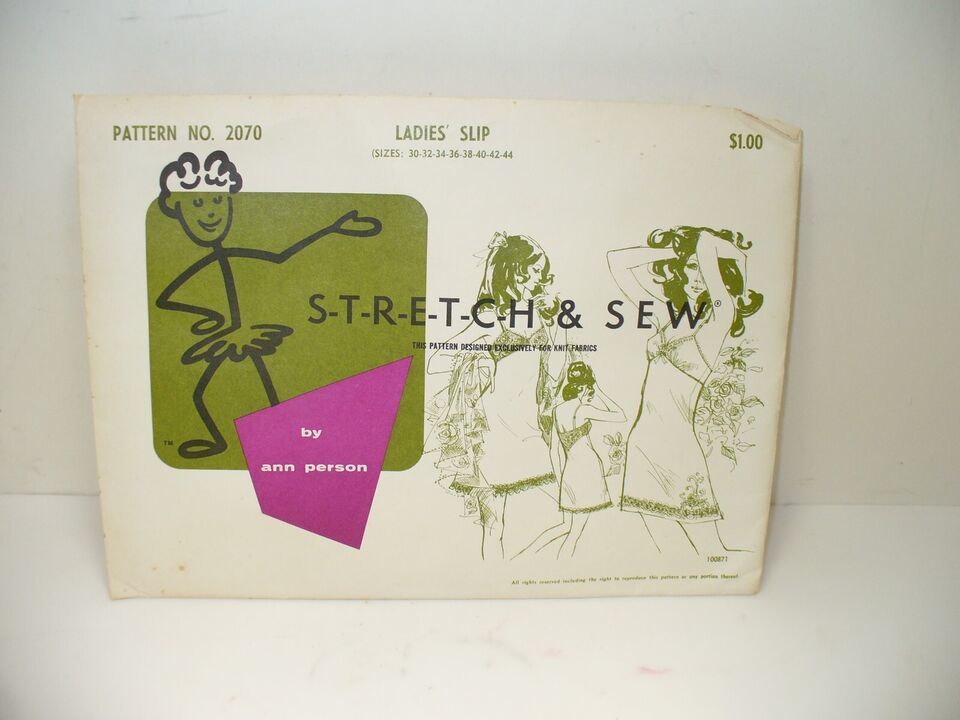 PATTERN NO. 2070
LADIES' SLIP
(SIZES: 30-32-34-36-38-40-42-44
$1.00
S-T-R-E-T-C-H & SEW®
THIS PATTERN DESIGNED EXCLUSIVELY FOR KNIT FABRICS
TM
by
ann person
100871
All rights reserved including the right to reproduce this pattern or any portion thereof